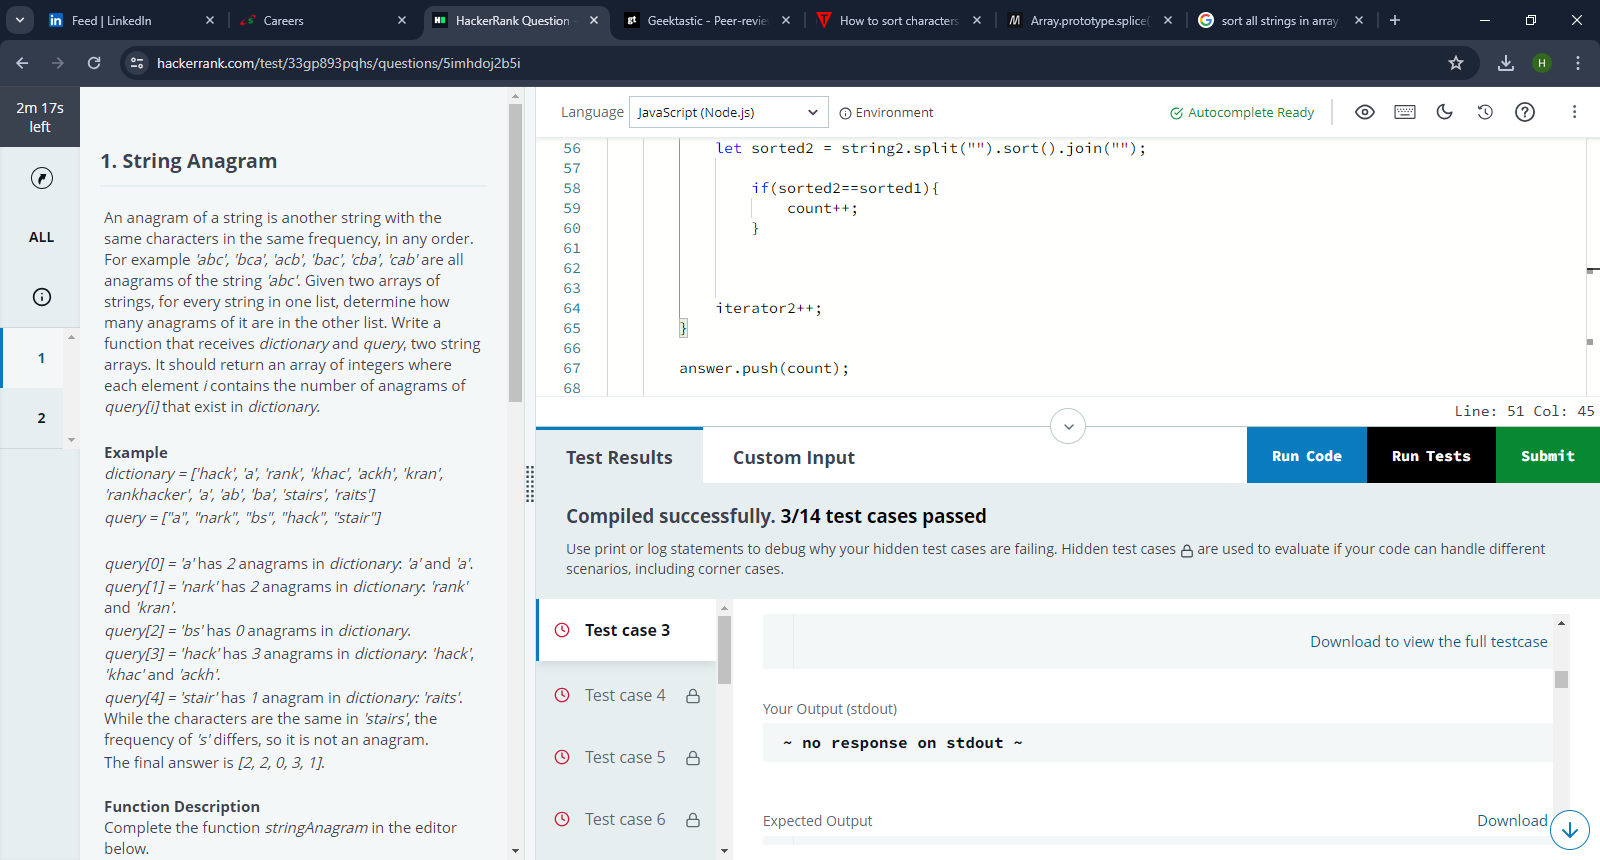 Feed | LinkedIn
Careers
HackerRank Question -
Geektastic - Peer-revie
How to sort characters
Array.prototype.splice(
sort all strings in array
hackerrank.com/test/33gp893pqhs/questions/5imhdoj2b5i
H
2m 17s
left
ALL
1
2
1. String Anagram
An anagram of a string is another string with the
same characters in the same frequency, in any order.
For example 'abc', 'bca', 'acb', 'bac', 'cba', 'cab' are all
anagrams of the string 'abc'. Given two arrays of
strings, for every string in one list, determine how
many anagrams of it are in the other list. Write a
function that receives dictionary and query, two string
arrays. It should return an array of integers where
each element i contains the number of anagrams of
query[i] that exist in dictionary.
Example
dictionary = ['hack', 'a', 'rank', 'khac', 'ackh', 'kran',
'rankhacker', 'a', 'ab', 'ba', 'stairs', 'raits']
query = ["a", "nark", "bs", "hack", "stair"]
query[0] = 'a' has 2 anagrams in dictionary: 'a' and 'a'.
query[1] = 'nark' has 2 anagrams in dictionary: 'rank'
and 'kran'.
query[2] = 'bs' has 0 anagrams in dictionary.
query[3] = 'hack' has 3 anagrams in dictionary: 'hack',
'khac' and 'ackh'.
query[4] = 'stair' has 1 anagram in dictionary: 'raits'.
While the characters are the same in 'stairs', the
frequency of 's' differs, so it is not an anagram.
The final answer is [2, 2, 0, 3, 1].
Function Description
Complete the function stringAnagram in the editor
below.
Language JavaScript (Node.js) Environment Autocomplete Ready
56 let sorted2 = string2.split("").sort().join("");
57
58 if(sorted2==sorted1){
59 count++;
60 }
61
62
63
64 iterator2++;
65 }
66
67 answer.push(count);
68
Line: 51 Col: 45
Test Results Custom Input Run Code Run Tests Submit
Compiled successfully. 3/14 test cases passed
Use print or log statements to debug why your hidden test cases are failing. Hidden test cases are used to evaluate if your code can handle different
scenarios, including corner cases.
Test case 3
Test case 4
Test case 5
Test case 6
Download to view the full testcase
Your Output (stdout)
~ no response on stdout ~
Expected Output Download